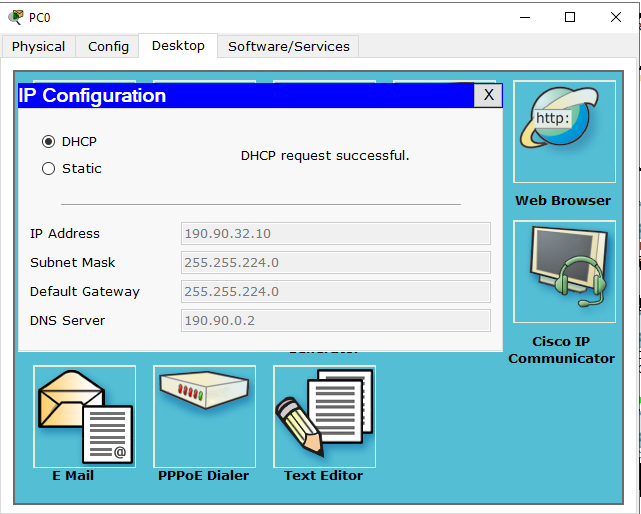 PC0
Physical Config Desktop Software/Services
IP Configuration X
DHCP
Static
DHCP request successful.
IP Address 190.90.32.10
Subnet Mask 255.255.224.0
Default Gateway 255.255.224.0
DNS Server 190.90.0.2
http:
Web Browser
Cisco IP
Communicator
@
E Mail PPPoE Dialer Text Editor